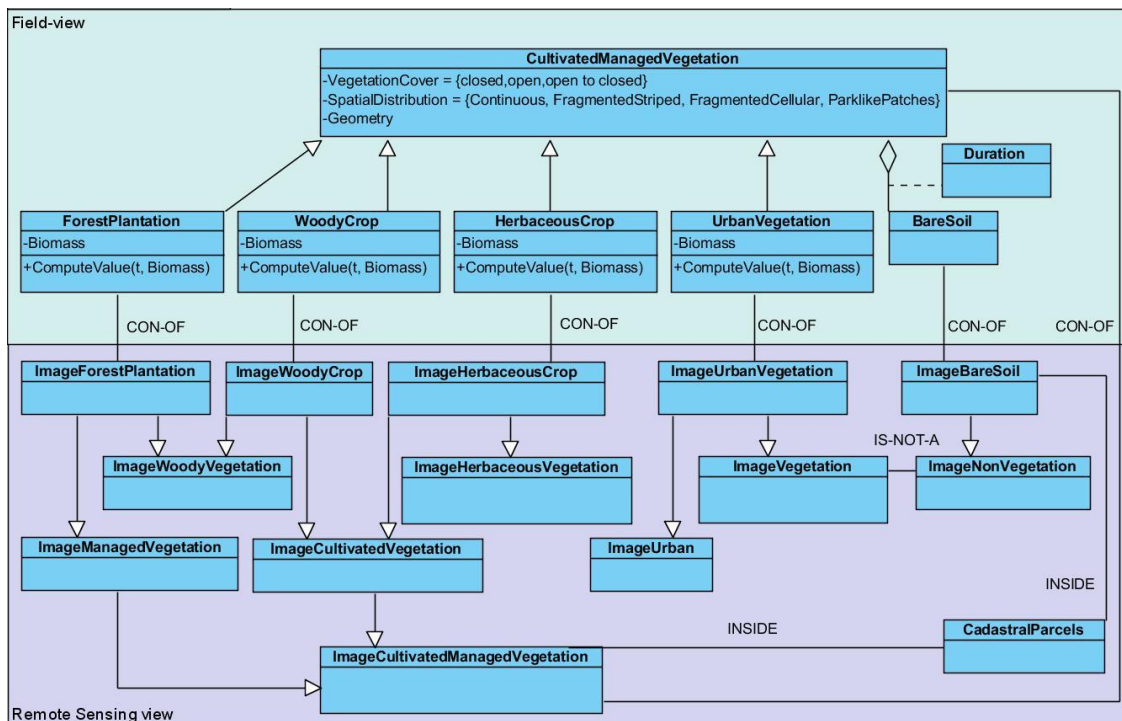 Field-view
CultivatedManagedVegetation
-VegetationCover = {closed,open,open to closed}
-SpatialDistribution = {Continuous, FragmentedStriped, FragmentedCellular, ParklikePatches}
-Geometry
Duration
ForestPlantation
-Biomass
+ComputeValue(t, Biomass)
WoodyCrop
-Biomass
+ComputeValue(t, Biomass)
HerbaceousCrop
-Biomass
+ComputeValue(t, Biomass)
UrbanVegetation
-Biomass
+ComputeValue(t, Biomass)
BareSoil
CON-OF
CON-OF
CON-OF
CON-OF
CON-OF
CON-OF
ImageForestPlantation
ImageWoodyCrop
ImageHerbaceousCrop
ImageUrbanVegetation
ImageBareSoil
IS-NOT-A
ImageWoodyVegetation
ImageHerbaceousVegetation
ImageVegetation
ImageNonVegetation
ImageManagedVegetation
ImageCultivatedVegetation
ImageUrban
INSIDE
INSIDE
CadastralParcels
ImageCultivatedManagedVegetation
Remote Sensing view